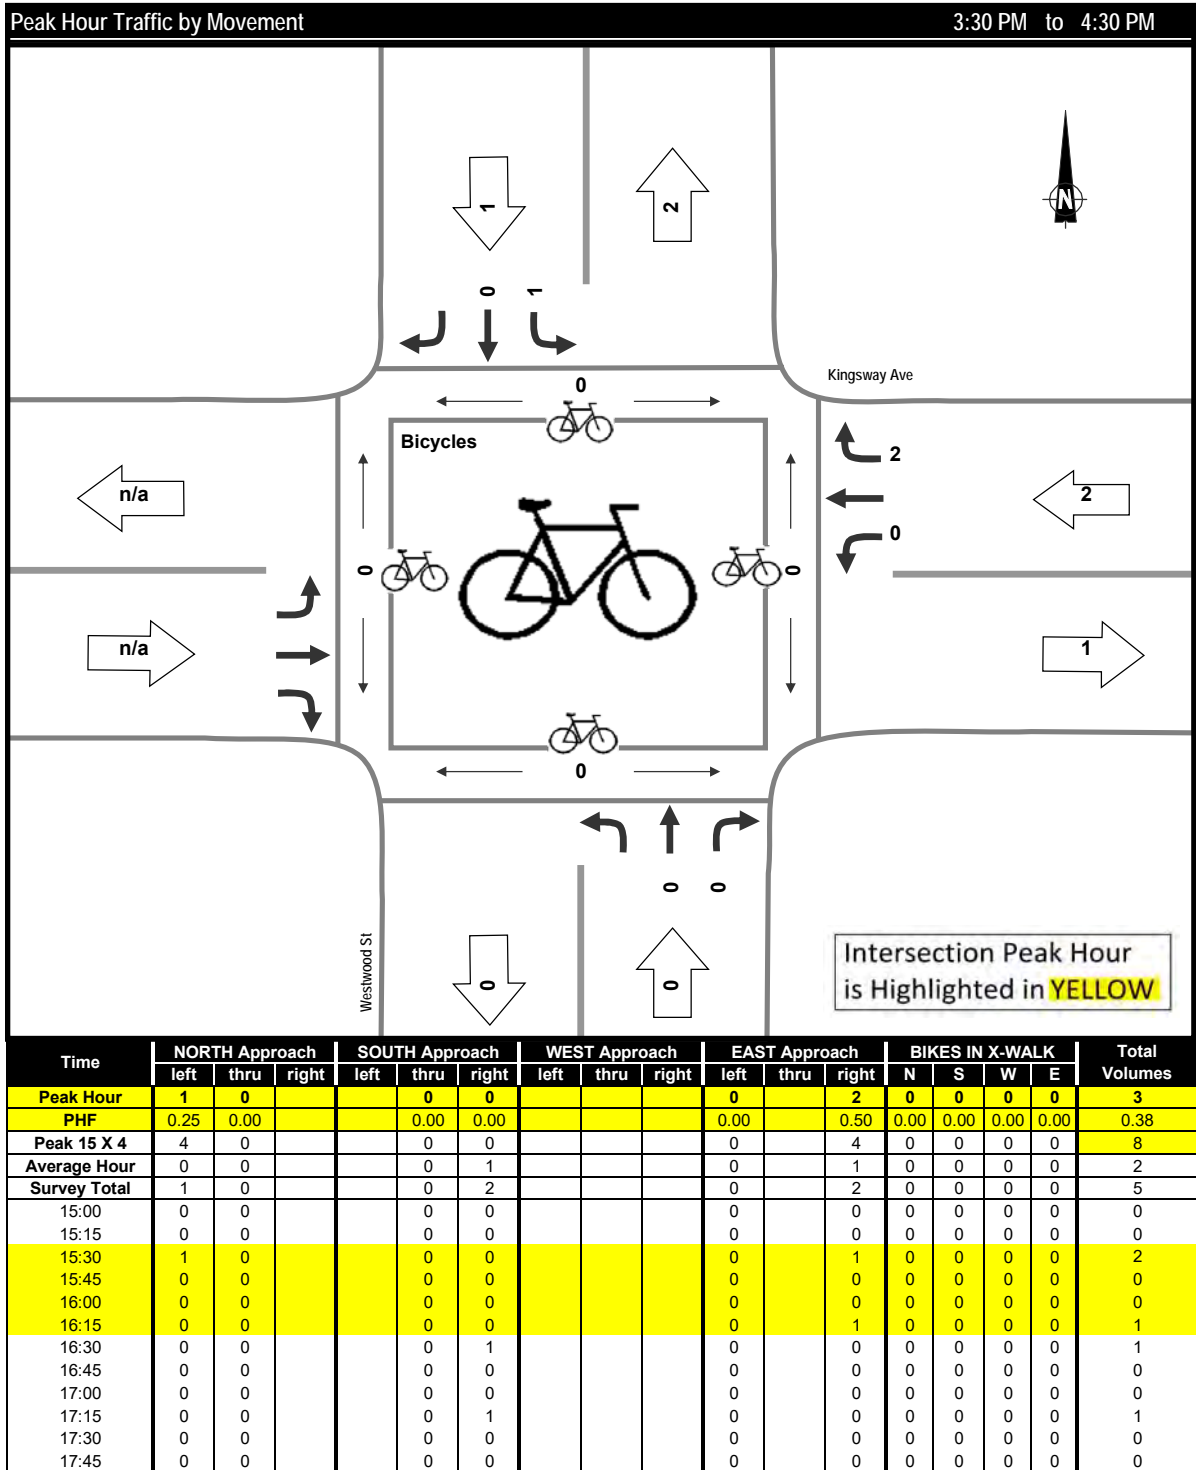 Peak Hour Traffic by Movement 3:30 PM to 4:30 PM
1 2
0 1
Kingsway Ave
0
Bicycles
2
n/a 2
0
0 0
n/a 1
0
0 0
Westwood St
0 0
Intersection Peak Hour
is Highlighted in YELLOW
Time NORTH Approach SOUTH Approach WEST Approach EAST Approach BIKES IN X-WALK Total
left thru right left thru right left thru right left thru right N S W E Volumes
Peak Hour 1 0 0 0 0 2 0 0 0 0 3
PHF 0.25 0.00 0.00 0.00 0.00 0.50 0.00 0.00 0.00 0.00 0.38
Peak 15 X 4 4 0 0 0 0 4 0 0 0 0 8
Average Hour 0 0 0 1 0 1 0 0 0 0 2
Survey Total 1 0 0 2 0 2 0 0 0 0 5
15:00 0 0 0 0 0 0 0 0 0 0 0
15:15 0 0 0 0 0 0 0 0 0 0 0
15:30 1 0 0 0 0 1 0 0 0 0 2
15:45 0 0 0 0 0 0 0 0 0 0 0
16:00 0 0 0 0 0 0 0 0 0 0 0
16:15 0 0 0 0 0 1 0 0 0 0 1
16:30 0 0 0 1 0 0 0 0 0 0 1
16:45 0 0 0 0 0 0 0 0 0 0 0
17:00 0 0 0 0 0 0 0 0 0 0 0
17:15 0 0 0 1 0 0 0 0 0 0 1
17:30 0 0 0 0 0 0 0 0 0 0 0
17:45 0 0 0 0 0 0 0 0 0 0 0
N